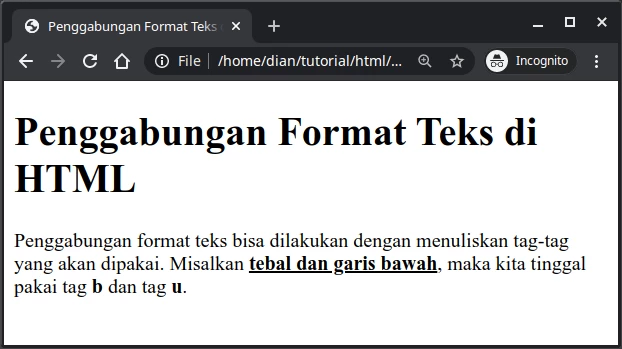 Penggabungan Format Teks
File | /home/dian/tutorial/html/...
Incognito
Penggabungan Format Teks di
HTML
Penggabungan format teks bisa dilakukan dengan menuliskan tag-tag
yang akan dipakai. Misalkan tebal dan garis bawah, maka kita tinggal
pakai tag b dan tag u.